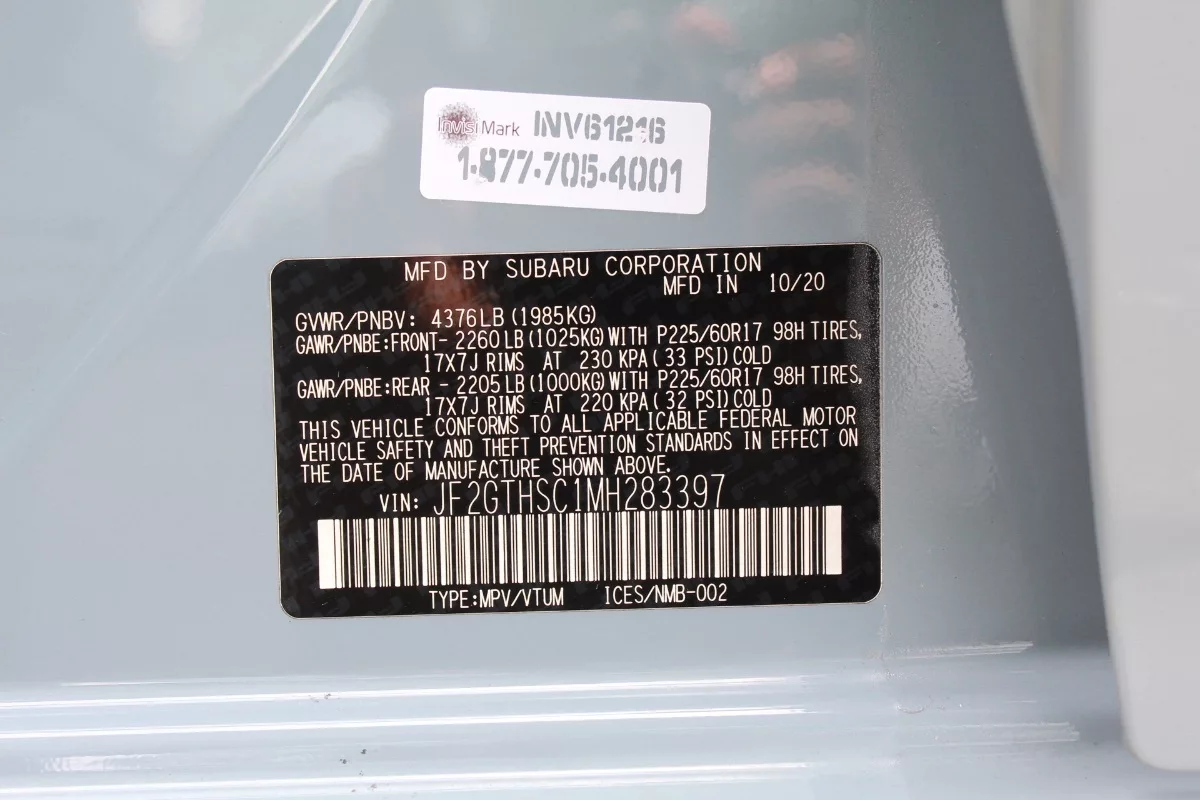 InvisiMark INV61216
1-877-705-4001
MFD BY SUBARU CORPORATION
MFD IN 10/20
GVWR/PNBV: 4376LB (1985KG)
GAWR/PNBE:FRONT- 2260 LB (1025KG) WITH P225/60R17 98H TIRES,
17X7J RIMS AT 230 KPA ( 33 PSI) COLD
GAWR/PNBE:REAR - 2205 LB (1000KG) WITH P225/60R17 98H TIRES,
17X7J RIMS AT 220 KPA ( 32 PSI) COLD
THIS VEHICLE CONFORMS TO ALL APPLICABLE FEDERAL MOTOR
VEHICLE SAFETY AND THEFT PREVENTION STANDARDS IN EFFECT ON
THE DATE OF MANUFACTURE SHOWN ABOVE.
VIN: JF2GTHSC1MH283397
TYPE:MPV/VTUM ICES/NMB-002